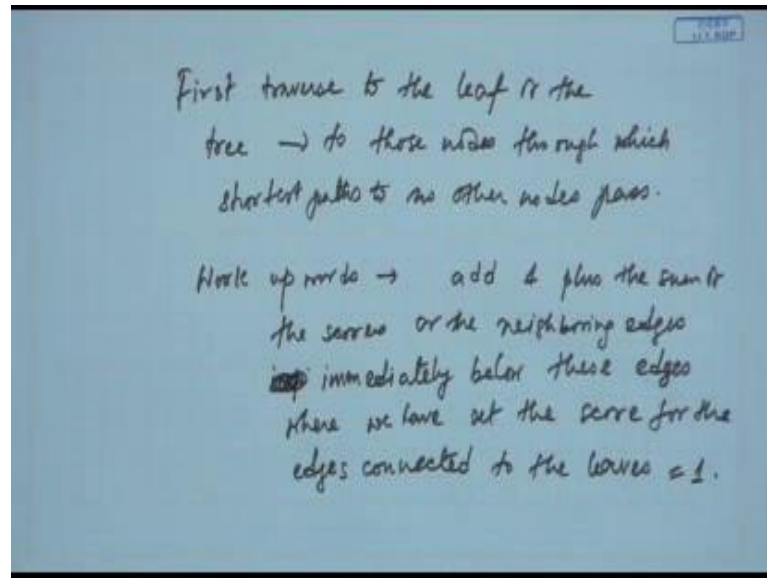 First traverse to the leaf of the
tree → to those nodes through which
shortest paths to no other nodes pass.
Work upwards → add 1 plus the sum of
the scores of the neighboring edges
immediately below these edges
where we have set the score for the
edges connected to the leaves = 1.